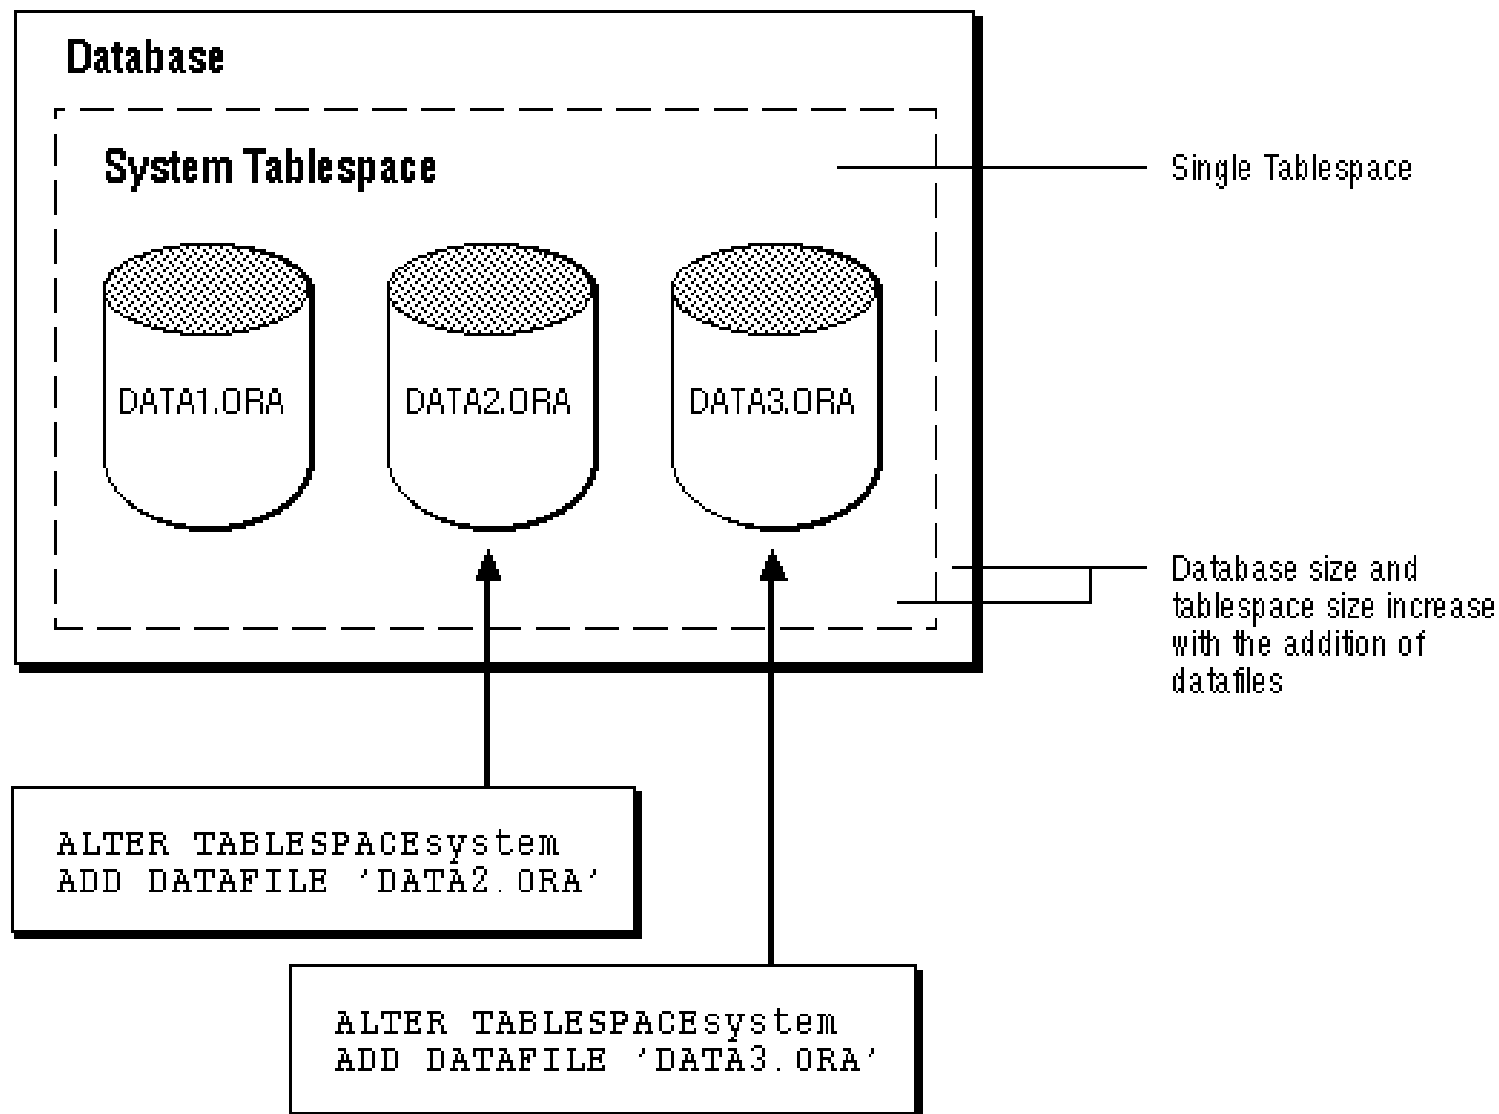 Database
System Tablespace
Single Tablespace
DATA1.ORA
DATA2.ORA
DATA3.ORA
Database size and
tablespace size increase
with the addition of
datafiles
ALTER TABLESPACEsystem
ADD DATAFILE 'DATA2.ORA'
ALTER TABLESPACEsystem
ADD DATAFILE 'DATA3.ORA'